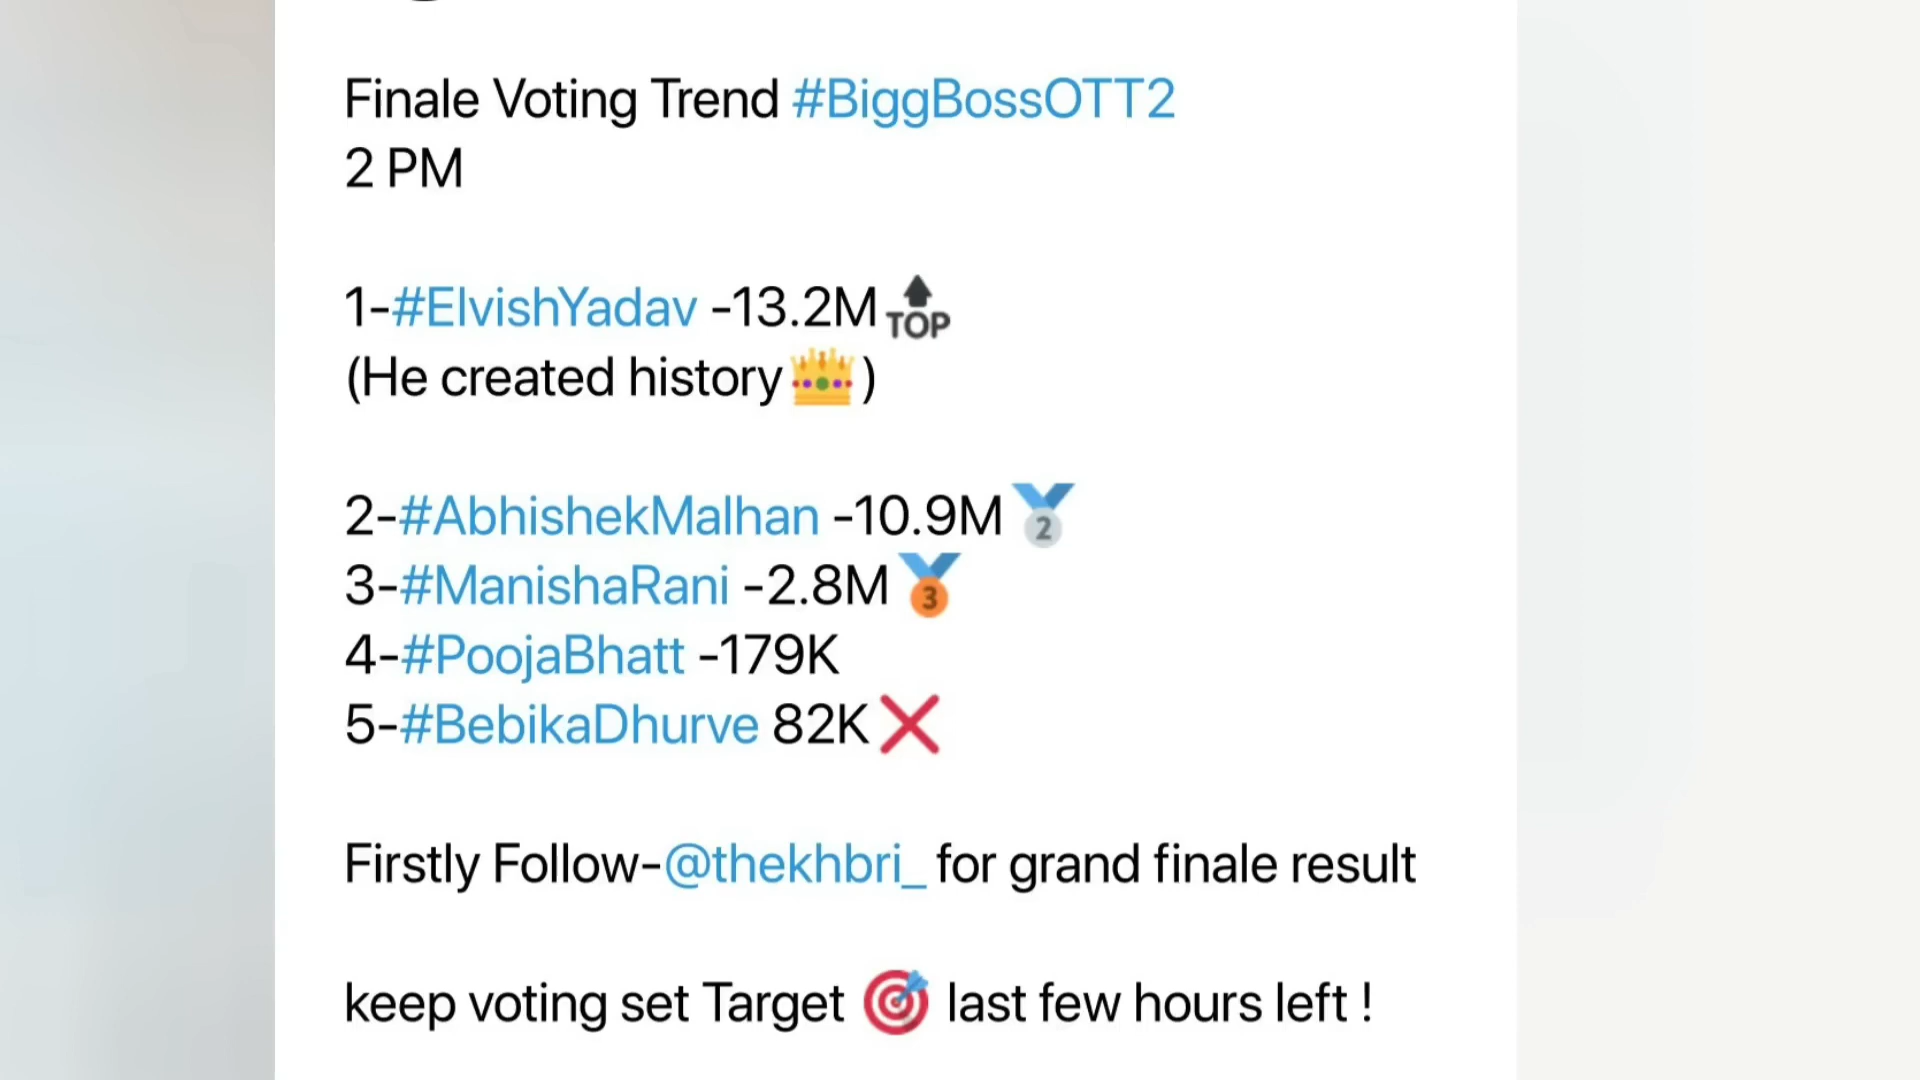 Finale Voting Trend #BiggBossOTT2
2 PM
1-#ElvishYadav -13.2M🔝
(He created history👑)
2-#AbhishekMalhan -10.9M🥈
3-#ManishaRani -2.8M🥉
4-#PoojaBhatt -179K
5-#BebikaDhurve 82K❌
Firstly Follow-@thekhbri_ for grand finale result
keep voting set Target 🎯 last few hours left !